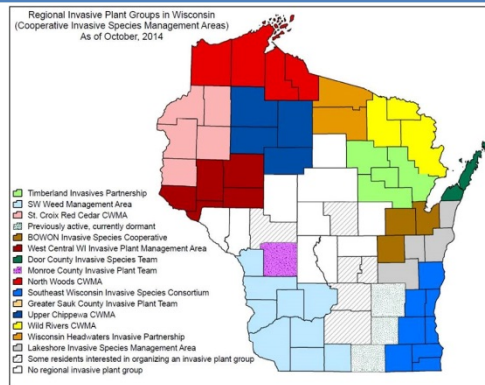 Regional Invasive Plant Groups in Wisconsin
(Cooperative Invasive Species Management Areas)
As of October, 2014
Timberland Invasives Partnership
SW Weed Management Area
St. Croix Red Cedar CWMA
Previously active, currently dormant
BOWON Invasive Species Cooperative
West Central WI Invasive Plant Management Area
Door County Invasive Species Team
Monroe County Invasive Plant Team
North Woods CWMA
Southeast Wisconsin Invasive Species Consortium
Greater Sauk County Invasive Plant Team
Upper Chippewa CWMA
Wild Rivers CWMA
Wisconsin Headwaters Invasive Partnership
Lakeshore Invasive Species Management Area
Some residents interested in organizing an invasive plant group
No regional invasive plant group